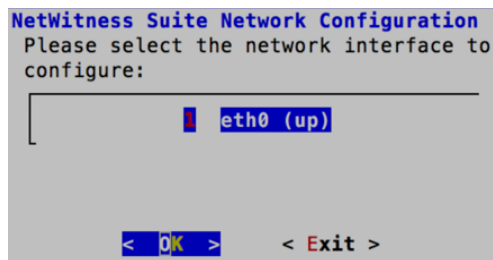 NetWitness Suite Network Configuration
Please select the network interface to
configure:
1 eth0 (up)
< OK > < Exit >